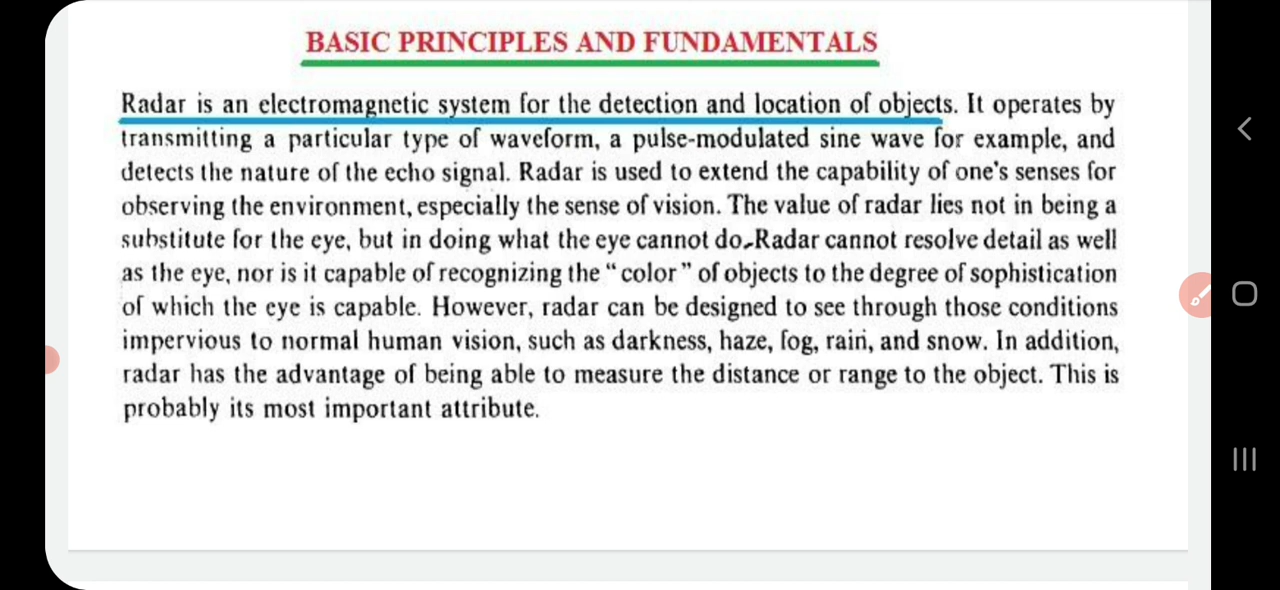 BASIC PRINCIPLES AND FUNDAMENTALS
Radar is an electromagnetic system for the detection and location of objects. It operates by
transmitting a particular type of waveform, a pulse-modulated sine wave for example, and
detects the nature of the echo signal. Radar is used to extend the capability of one's senses for
observing the environment, especially the sense of vision. The value of radar lies not in being a
substitute for the eye, but in doing what the eye cannot do. Radar cannot resolve detail as well
as the eye, nor is it capable of recognizing the “color” of objects to the degree of sophistication
of which the eye is capable. However, radar can be designed to see through those conditions
impervious to normal human vision, such as darkness, haze, fog, rain, and snow. In addition,
radar has the advantage of being able to measure the distance or range to the object. This is
probably its most important attribute.